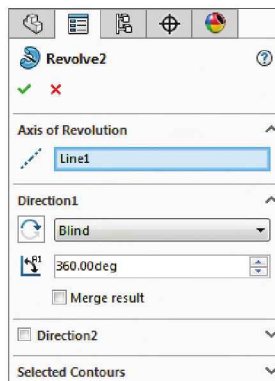 Revolve2
Axis of Revolution
Line1
Direction1
Blind
360.00deg
Merge result
Direction2
Selected Contours